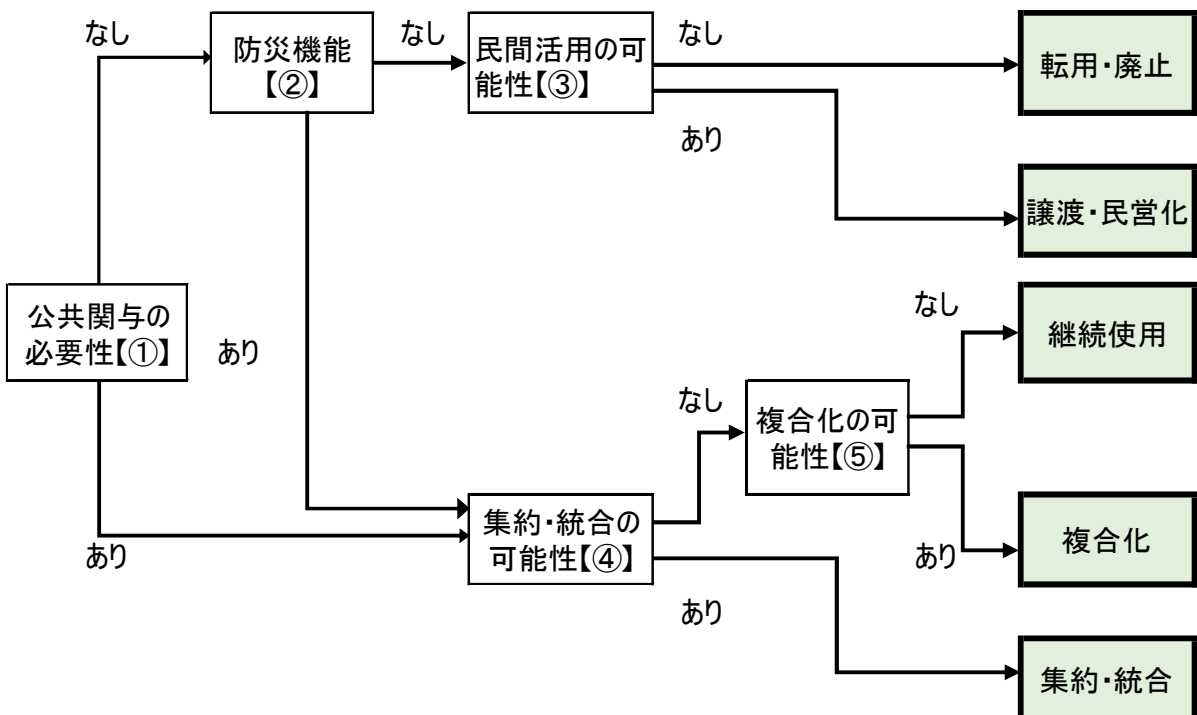 なし
防災機能
【②】
なし
民間活用の可
能性【③】
なし
転用・廃止
あり
譲渡・民営化
公共関与の
必要性【①】
あり
なし
継続使用
なし
複合化の可
能性【⑤】
あり
集約・統合の
可能性【④】
あり
複合化
あり
集約・統合